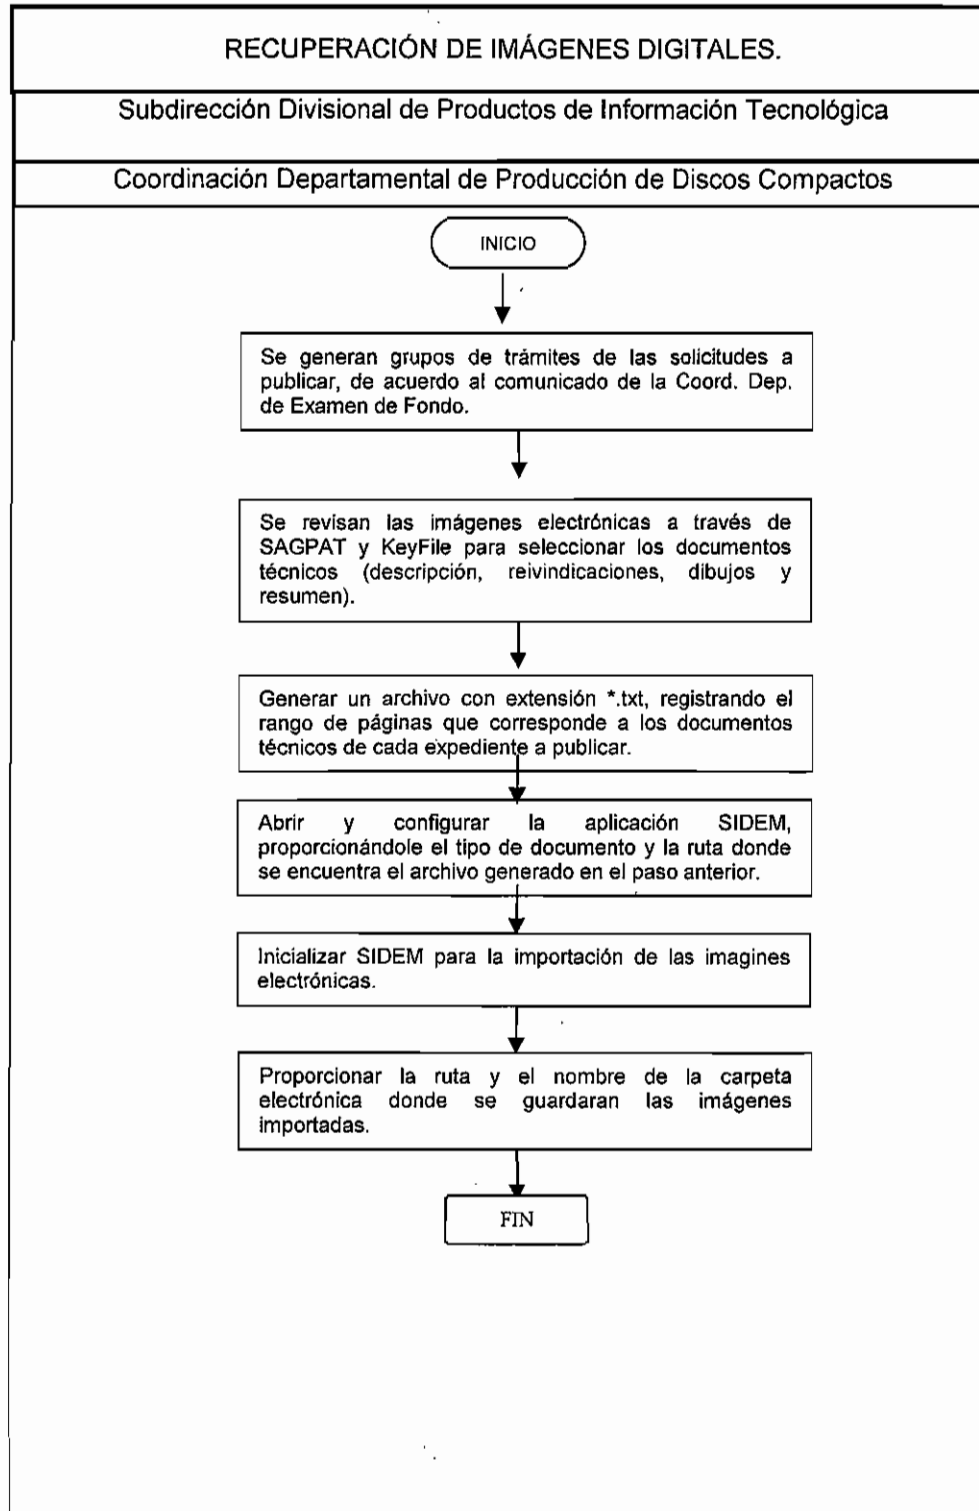 RECUPERACIÓN DE IMÁGENES DIGITALES.
Subdirección Divisional de Productos de Información Tecnológica
Coordinación Departamental de Producción de Discos Compactos
INICIO
Se generan grupos de trámites de las solicitudes a
publicar, de acuerdo al comunicado de la Coord. Dep.
de Examen de Fondo.
Se revisan las imágenes electrónicas a través de
SAGPAT y KeyFile para seleccionar los documentos
técnicos (descripción, reivindicaciones, dibujos y
resumen).
Generar un archivo con extensión *.txt, registrando el
rango de páginas que corresponde a los documentos
técnicos de cada expediente a publicar.
Abrir y configurar la aplicación SIDEM,
proporcionándole el tipo de documento y la ruta donde
se encuentra el archivo generado en el paso anterior.
Inicializar SIDEM para la importación de las imagines
electrónicas.
Proporcionar la ruta y el nombre de la carpeta
electrónica donde se guardaran las imágenes
importadas.
FIN